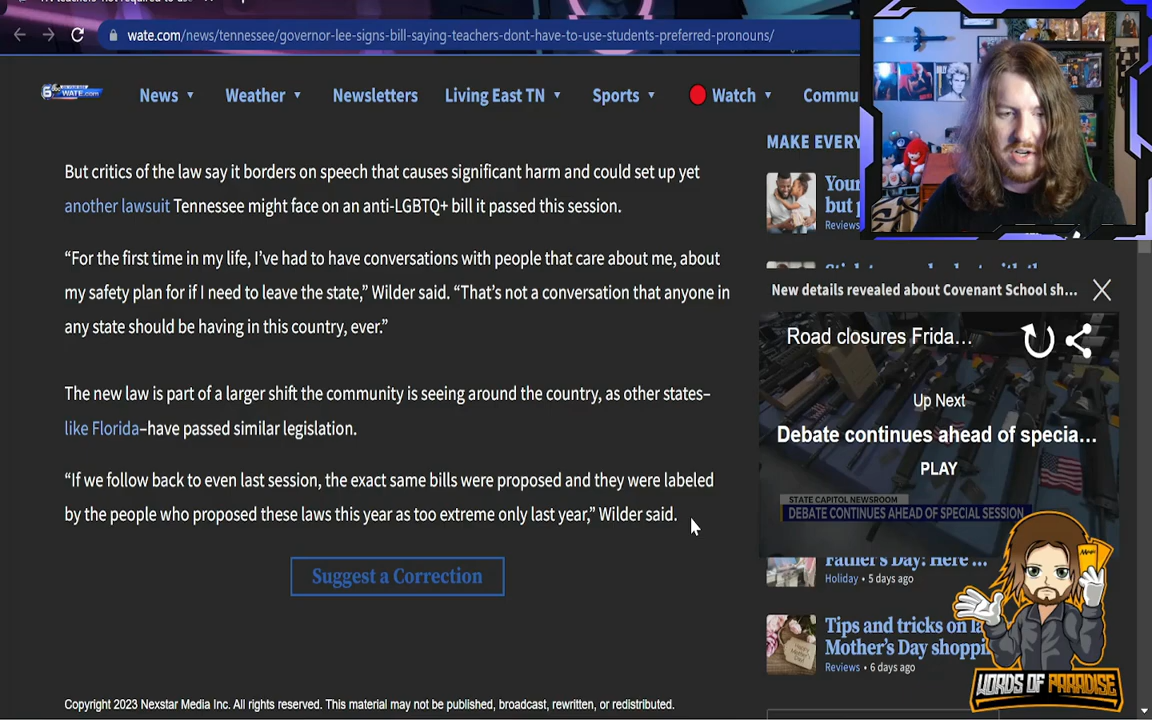 wate.com/news/tennessee/governor-lee-signs-bill-saying-teachers-dont-have-to-use-students-preferred-pronouns/
6 WATE.com News Weather Newsletters Living East TN Sports Watch Commu
MAKE EVERY
But critics of the law say it borders on speech that causes significant harm and could set up yet
another lawsuit Tennessee might face on an anti-LGBTQ+ bill it passed this session.
“For the first time in my life, I’ve had to have conversations with people that care about me, about
my safety plan for if I need to leave the state,” Wilder said. “That’s not a conversation that anyone in
any state should be having in this country, ever.”
The new law is part of a larger shift the community is seeing around the country, as other states–
like Florida–have passed similar legislation.
“If we follow back to even last session, the exact same bills were proposed and they were labeled
by the people who proposed these laws this year as too extreme only last year,” Wilder said.
Suggest a Correction
Copyright 2023 Nexstar Media Inc. All rights reserved. This material may not be published, broadcast, rewritten, or redistributed.
Your
but
Reviews
New details revealed about Covenant School sh...
Road closures Frida...
Up Next
Debate continues ahead of specia...
PLAY
STATE CAPITOL NEWSROOM
DEBATE CONTINUES AHEAD OF SPECIAL SESSION
Father's Day: Here ...
Holiday • 5 days ago
Tips and tricks on
Mother's Day shoppi
Reviews • 6 days ago
WORDS OF PARADISE